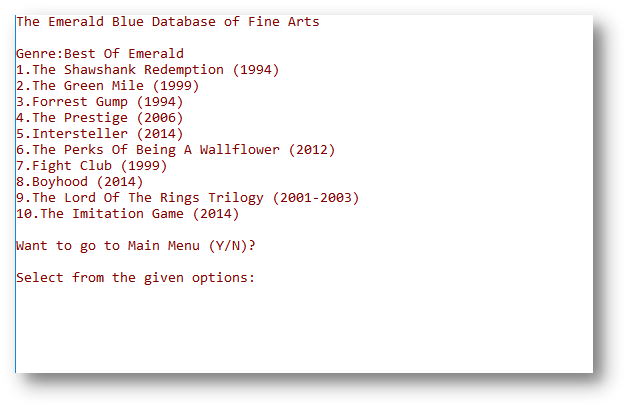 The Emerald Blue Database of Fine Arts
Genre:Best Of Emerald
1.The Shawshank Redemption (1994)
2.The Green Mile (1999)
3.Forrest Gump (1994)
4.The Prestige (2006)
5.Intersteller (2014)
6.The Perks Of Being A Wallflower (2012)
7.Fight Club (1999)
8.Boyhood (2014)
9.The Lord Of The Rings Trilogy (2001-2003)
10.The Imitation Game (2014)
Want to go to Main Menu (Y/N)?
Select from the given options: